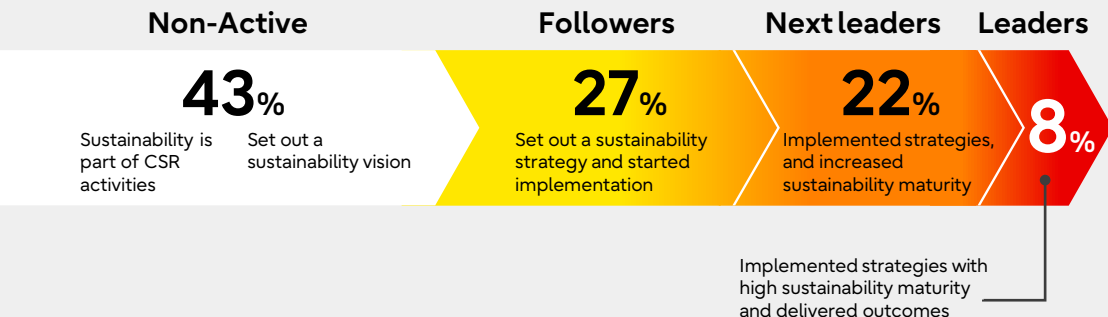 Non-Active
Followers
Next leaders
Leaders
43%
27%
22%
8%
Sustainability is
part of CSR
activities
Set out a
sustainability vision
Set out a sustainability
strategy and started
implementation
Implemented strategies,
and increased
sustainability maturity
Implemented strategies with
high sustainability maturity
and delivered outcomes